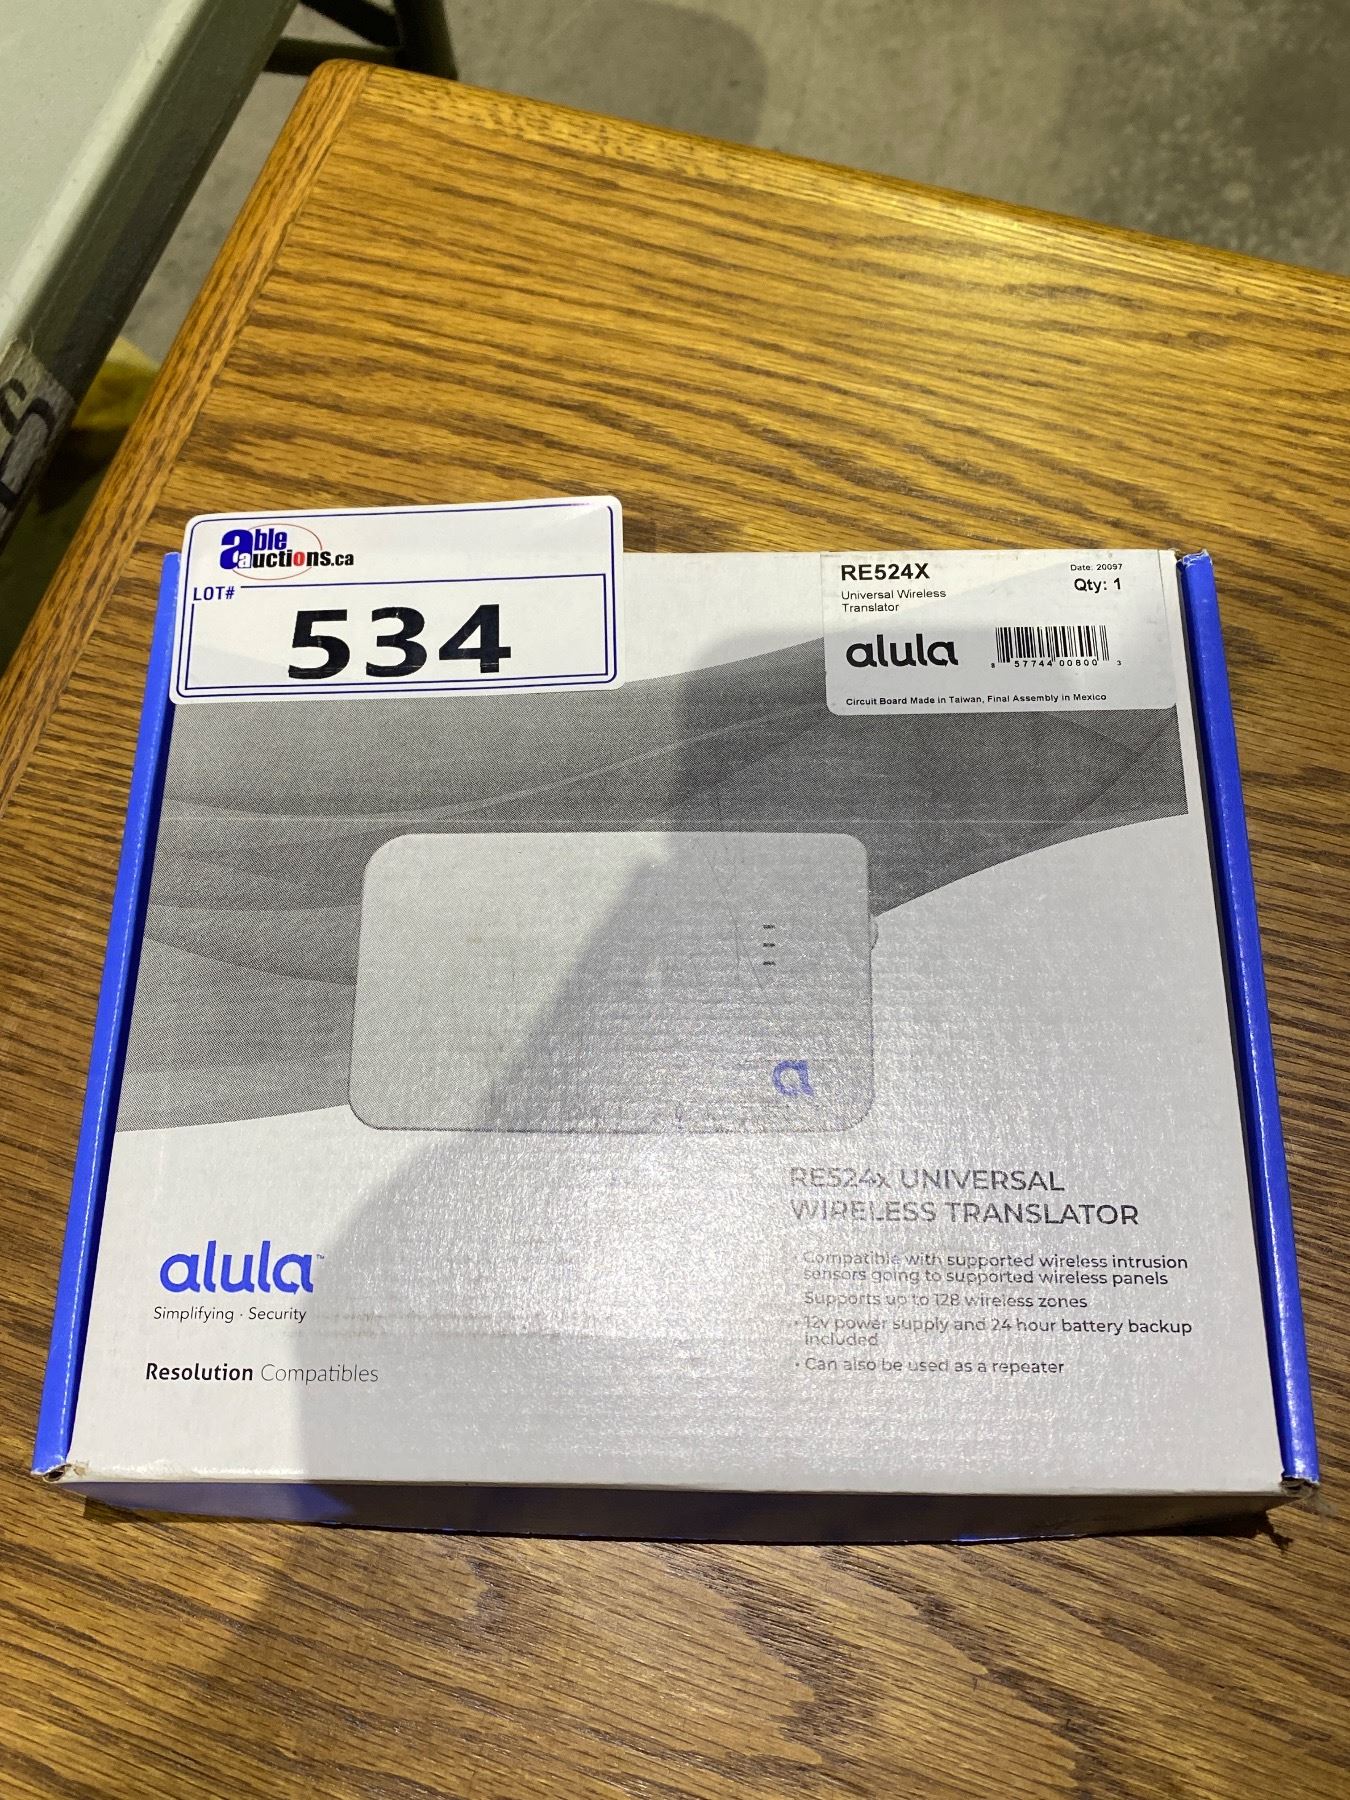 able
auctions.ca
LOT#
534
RE524X
Date: 20097
Universal Wireless
Qty: 1
Translator
alula
8 57744 00800 3
Circuit Board Made in Taiwan, Final Assembly in Mexico
a
RE524x UNIVERSAL
WIRELESS TRANSLATOR
• Compatible with supported wireless intrusion
sensors going to supported wireless panels
Supports up to 128 wireless zones
• 12v power supply and 24 hour battery backup
included
• Can also be used as a repeater
alula™
Simplifying · Security
Resolution Compatibles